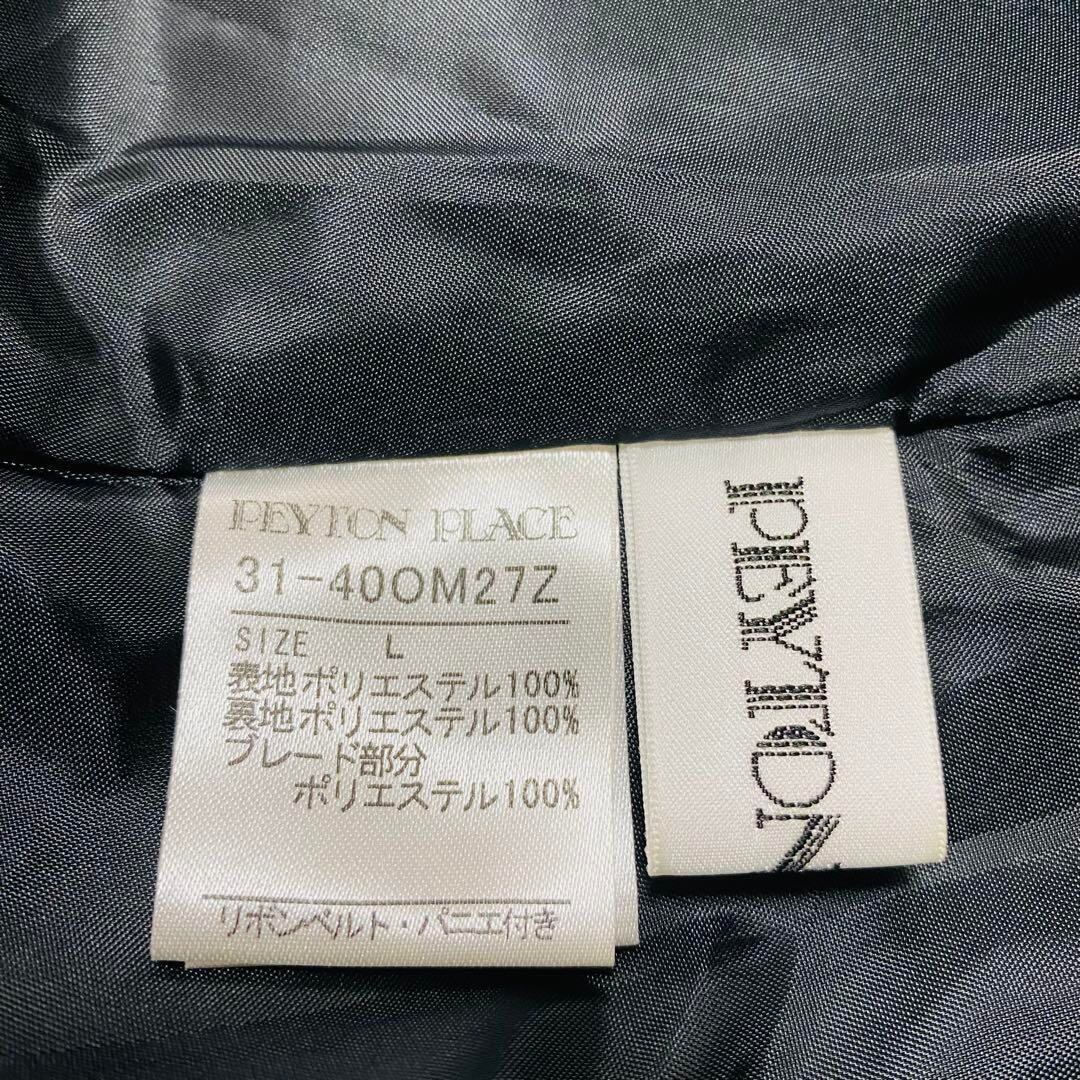 PEYTON PLACE
31-40OM27Z
SIZE L
表地ポリエステル100%
裏地ポリエステル100%
ブレード部分
ポリエステル100%
リボンベルト・パニエ付き
PEYTON